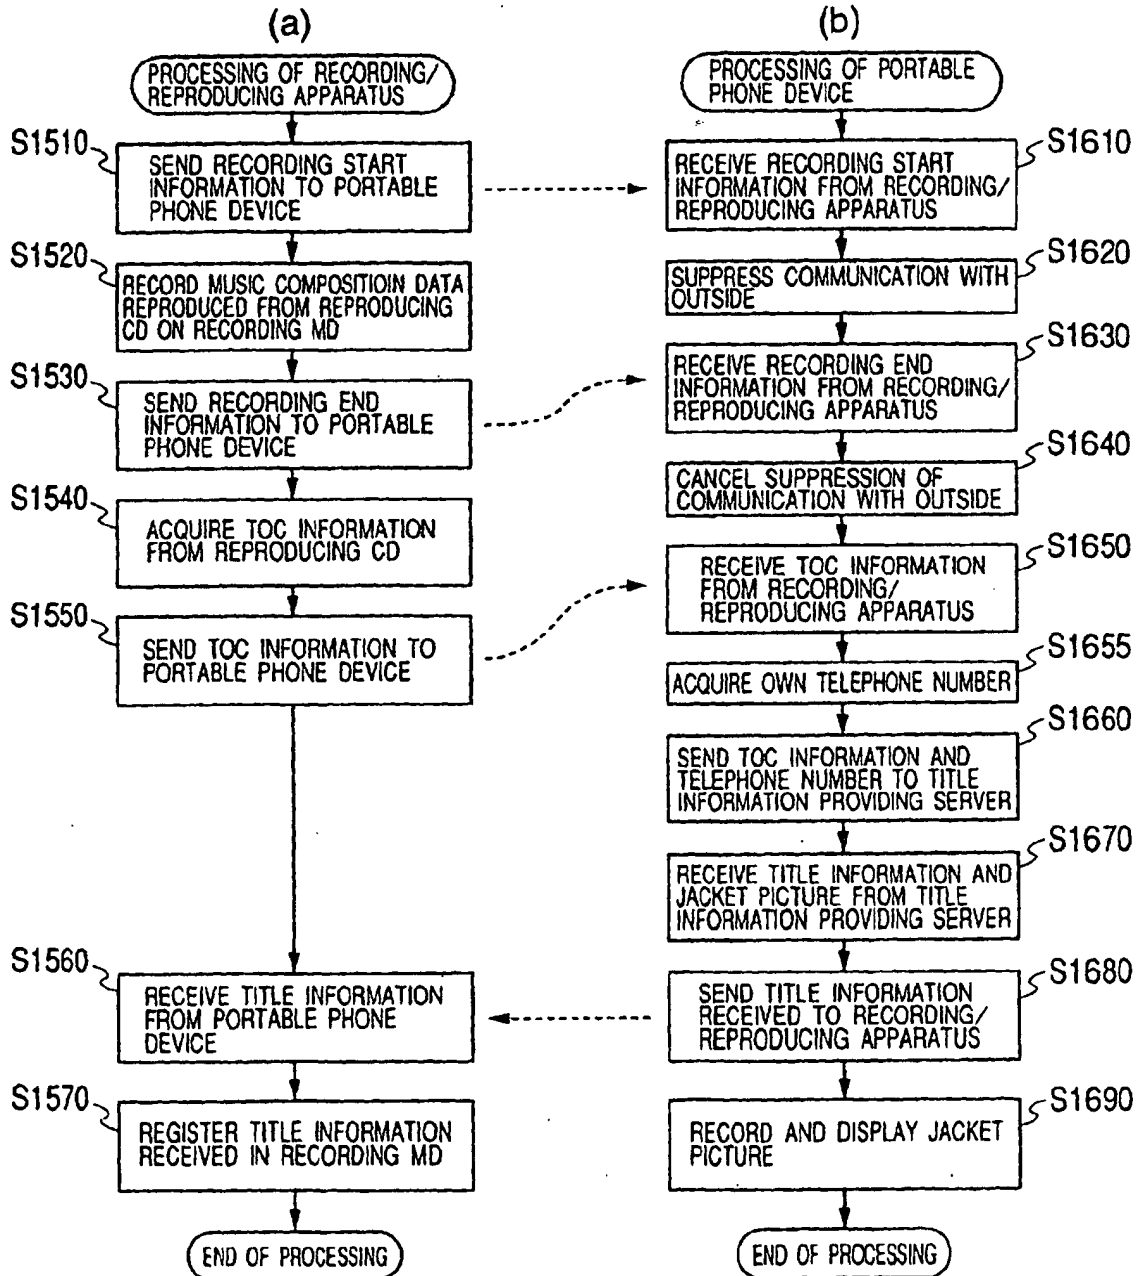 (a)
PROCESSING OF RECORDING/
REPRODUCING APPARATUS
S1510
SEND RECORDING START
INFORMATION TO PORTABLE
PHONE DEVICE
S1520
RECORD MUSIC COMPOSITIOIN DATA
REPRODUCED FROM REPRODUCING
CD ON RECORDING MD
S1530
SEND RECORDING END
INFORMATION TO PORTABLE
PHONE DEVICE
S1540
ACQUIRE TOC INFORMATION
FROM REPRODUCING CD
S1550
SEND TOC INFORMATION TO
PORTABLE PHONE DEVICE
S1560
RECEIVE TITLE INFORMATION
FROM PORTABLE PHONE
DEVICE
S1570
REGISTER TITLE INFORMATION
RECEIVED IN RECORDING MD
END OF PROCESSING
(b)
PROCESSING OF PORTABLE
PHONE DEVICE
S1610
RECEIVE RECORDING START
INFORMATION FROM RECORDING/
REPRODUCING APPARATUS
S1620
SUPPRESS COMMUNICATION WITH
OUTSIDE
S1630
RECEIVE RECORDING END
INFORMATION FROM RECORDING/
REPRODUCING APPARATUS
S1640
CANCEL SUPPRESSION OF
COMMUNICATION WITH OUTSIDE
S1650
RECEIVE TOC INFORMATION
FROM RECORDING/
REPRODUCING APPARATUS
S1655
ACQUIRE OWN TELEPHONE NUMBER
S1660
SEND TOC INFORMATION AND
TELEPHONE NUMBER TO TITLE
INFORMATION PROVIDING SERVER
S1670
RECEIVE TITLE INFORMATION AND
JACKET PICTURE FROM TITLE
INFORMATION PROVIDING SERVER
S1680
SEND TITLE INFORMATION
RECEIVED TO RECORDING/
REPRODUCING APPARATUS
S1690
RECORD AND DISPLAY JACKET
PICTURE
END OF PROCESSING